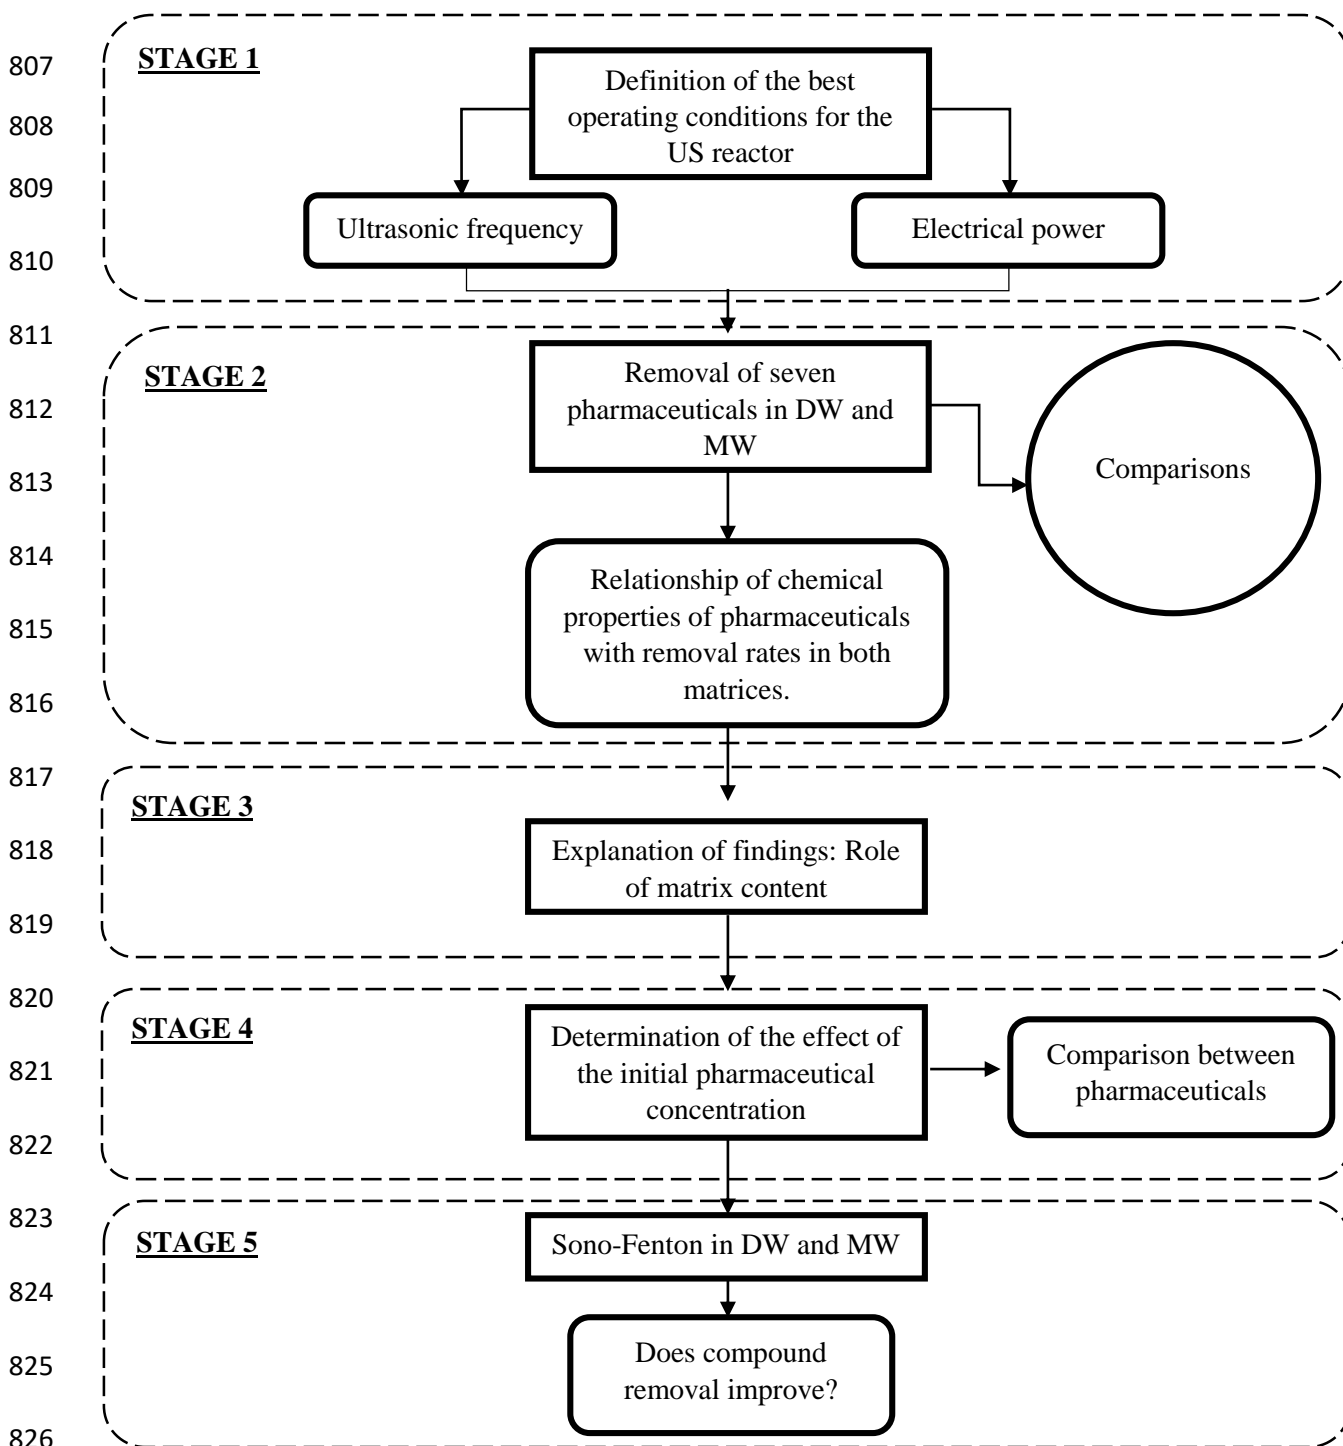 807
STAGE 1
Definition of the best
operating conditions for the
US reactor
808
809
Ultrasonic frequency
Electrical power
810
811
STAGE 2
Removal of seven
pharmaceuticals in DW and
MW
812
Comparisons
813
814
Relationship of chemical
properties of pharmaceuticals
with removal rates in both
matrices.
815
816
817
STAGE 3
818
Explanation of findings: Role
of matrix content
819
820
STAGE 4
Determination of the effect of
the initial pharmaceutical
concentration
Comparison between
pharmaceuticals
821
822
823
STAGE 5
Sono-Fenton in DW and MW
824
Does compound
removal improve?
825
826